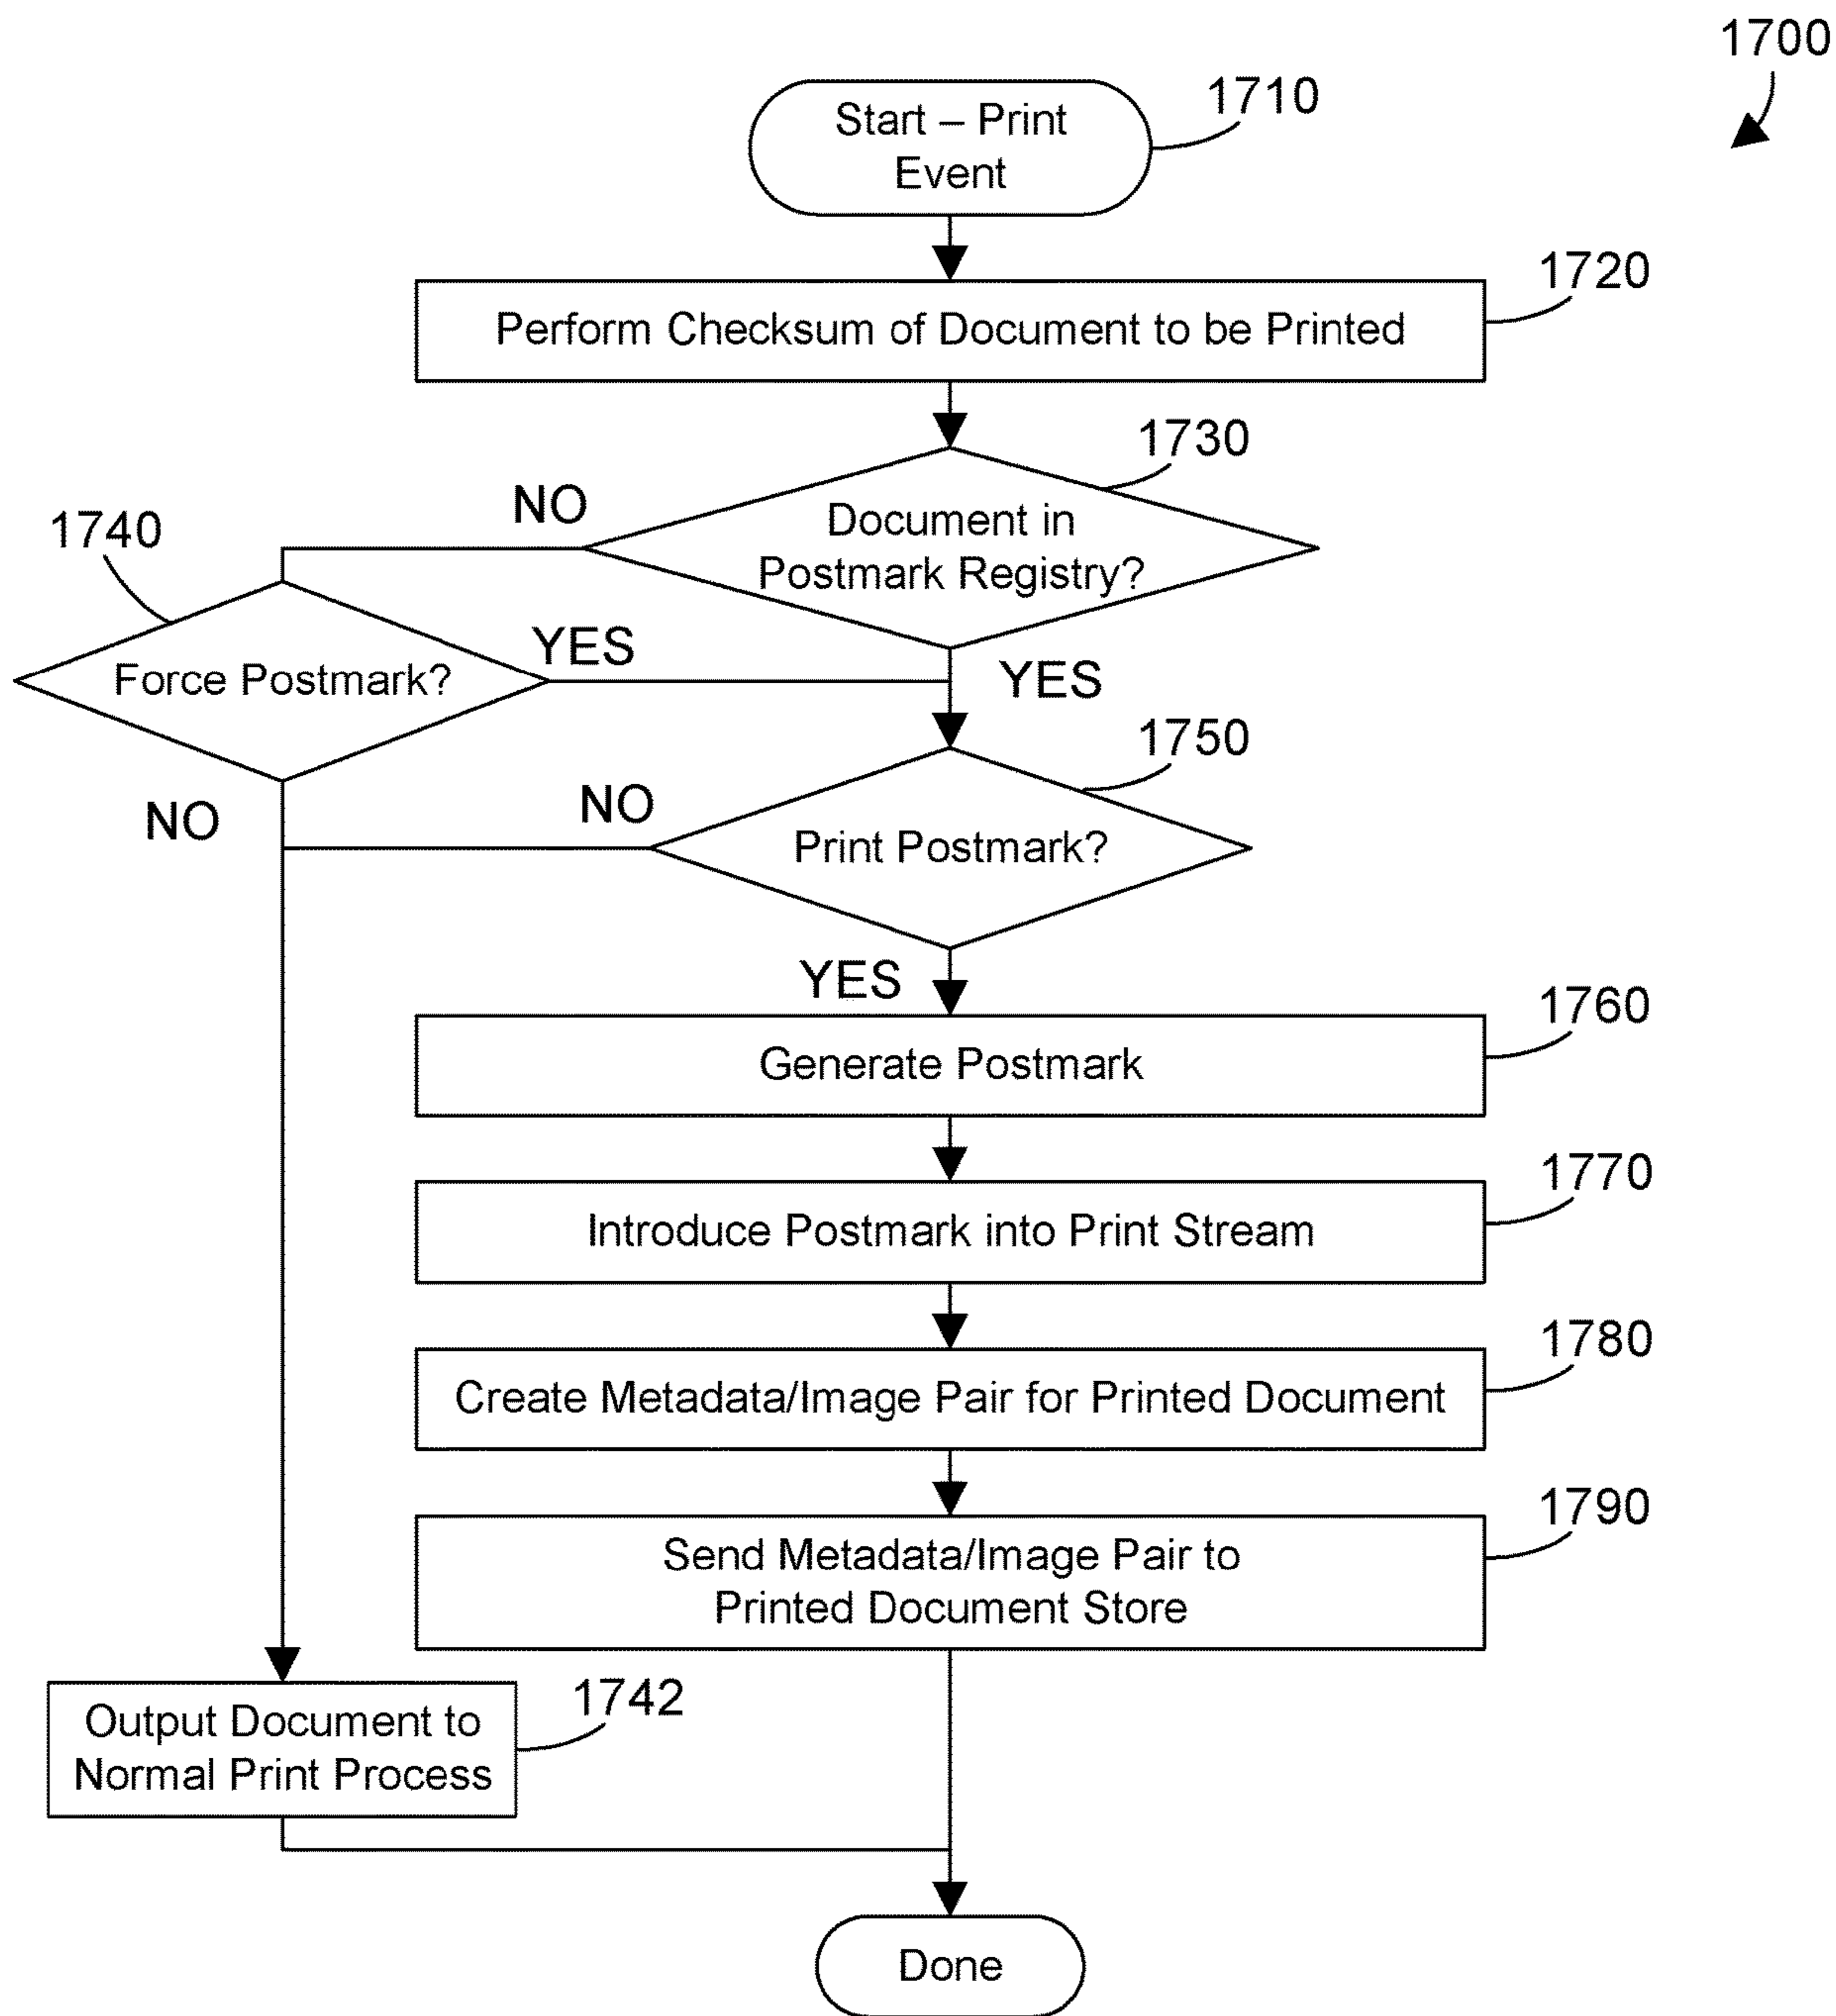 1700
Start – Print
Event
1710
Perform Checksum of Document to be Printed
1720
1730
NO
Document in
Postmark Registry?
1740
Force Postmark?
YES
YES
1750
NO
NO
Print Postmark?
YES
1760
Generate Postmark
1770
Introduce Postmark into Print Stream
1780
Create Metadata/Image Pair for Printed Document
1790
Send Metadata/Image Pair to
Printed Document Store
1742
Output Document to
Normal Print Process
Done